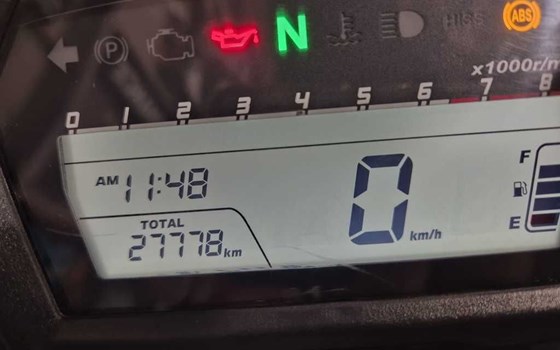 P N HISS ABS
x1000r/m
0 1 2 3 4 5 6 7 8
AM 11:48
F
0 km/h
TOTAL
27778 km
E